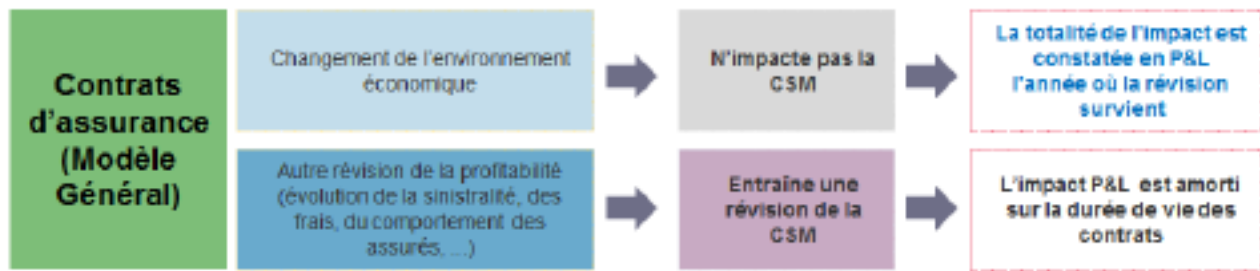 Contrats
d'assurance
(Modèle
Général)
Changement de l'environnement
économique
N'impacte pas la
CSM
La totalité de l'impact est
constatée en P&L
l'année où la révision
survient
Autre révision de la profitabilité
(évolution de la sinistralité, des
frais, du comportement des
assurés, ...)
Entraîne une
révision de la
CSM
L'impact P&L est amorti
sur la durée de vie des
contrats